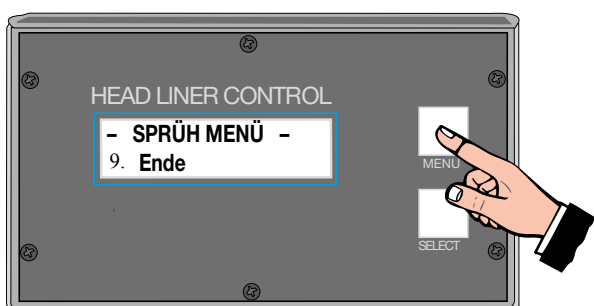 HEAD LINER CONTROL
– SPRÜH MENÜ –
9. Ende
MENU
SELECT